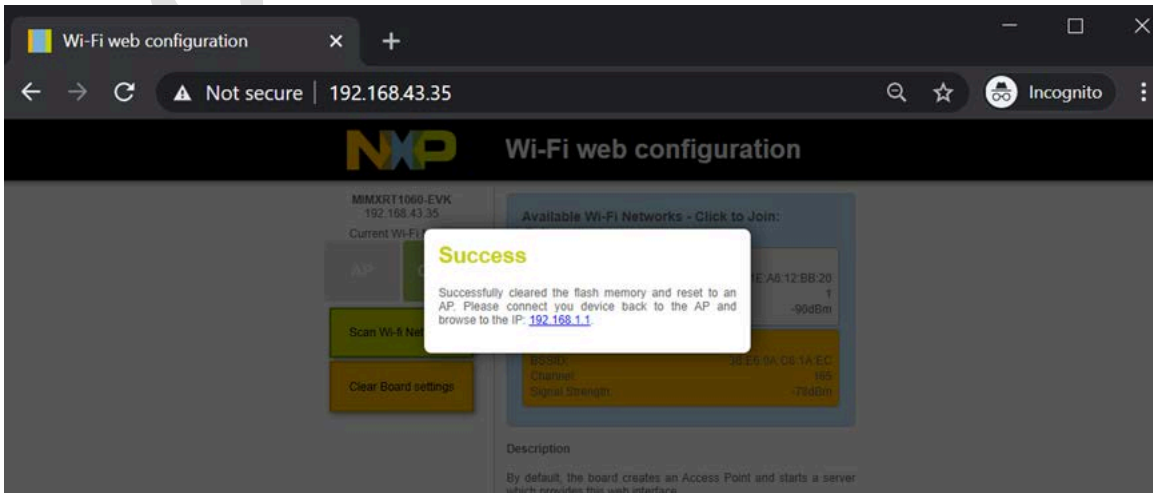 Wi-Fi web configuration
Not secure | 192.168.43.35
Incognito
NXP
Wi-Fi web configuration
MIMXRT1060-EVK
192.168.43.35
Current Wi-Fi
AP
Available Wi-Fi Networks - Click to Join:
Success
Successfully cleared the flash memory and reset to an
AP. Please connect you device back to the AP and
browse to the IP: 192.168.1.1.
1
-90dBm
Scan Wi-fi
BSSID:
Channel: 165
Signal Strength:
Clear Board settings
Description
By default, the board creates an Access Point and starts a server
which provides this web interface.